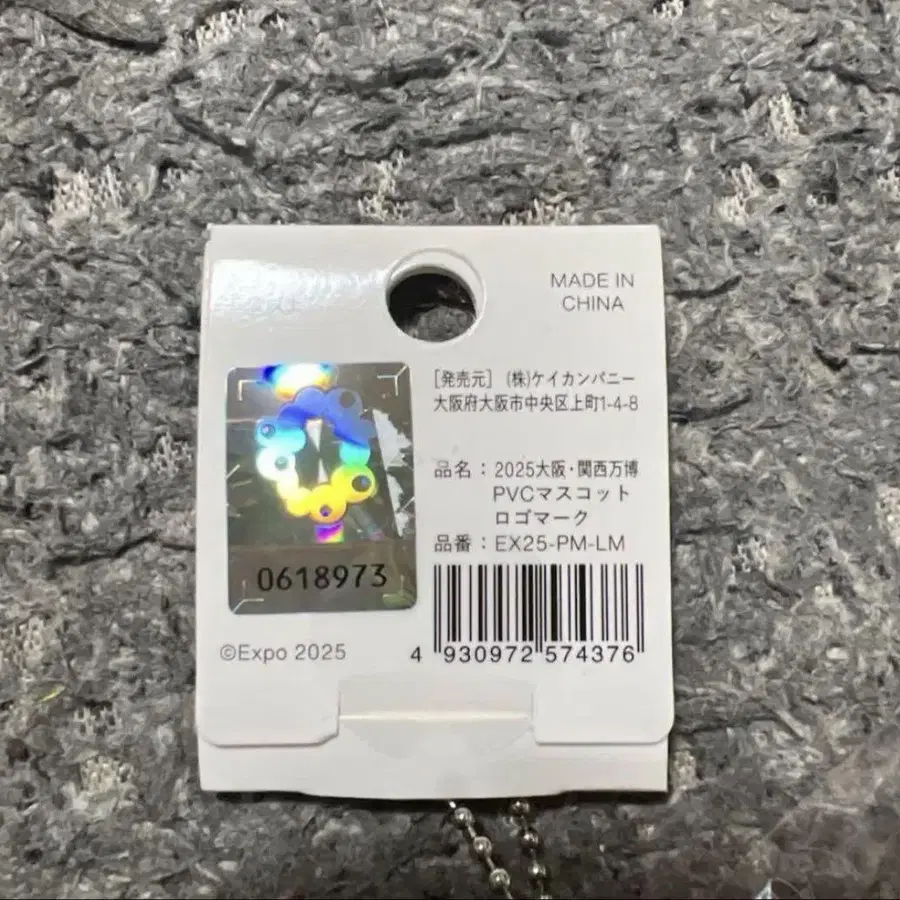 MADE IN
CHINA
[発売元] (株)ケイカンパニー
大阪府大阪市中央区上町1-4-8
品名：2025大阪・関西万博
PVCマスコット
ロゴマーク
品番：EX25-PM-LM
0618973
©Expo 2025
4 930972 574376